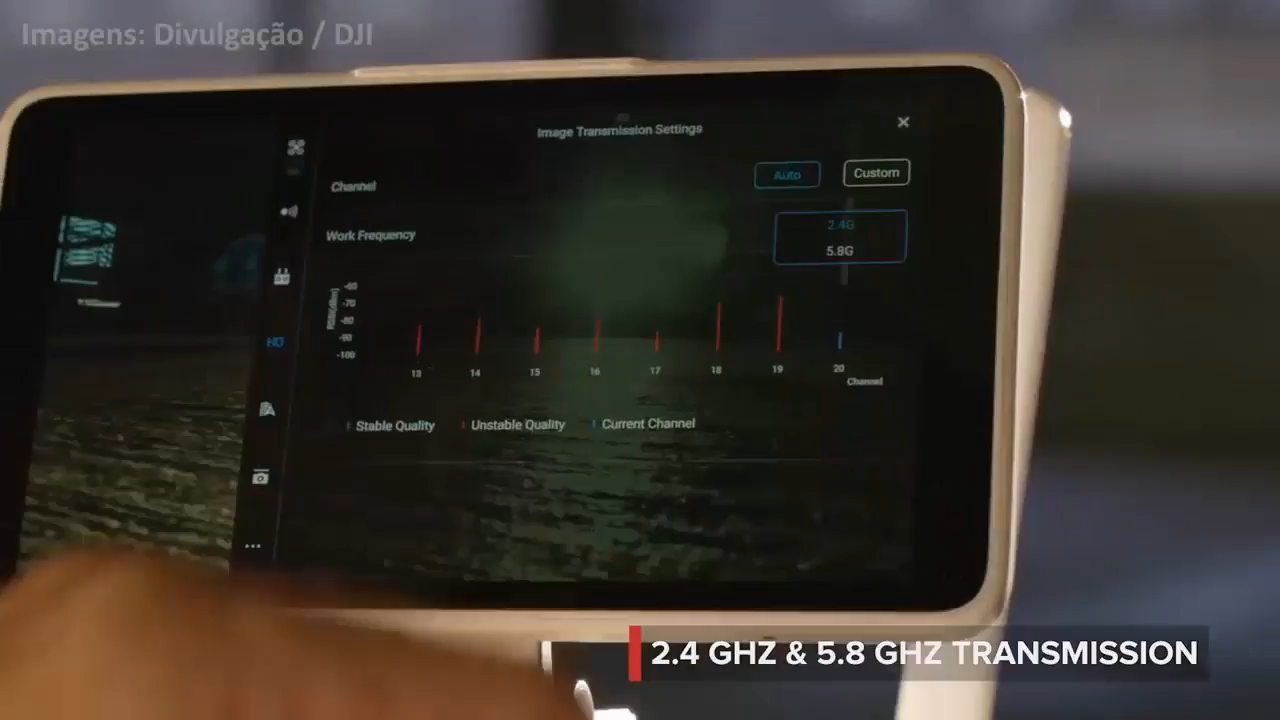 Imagens: Divulgação / DJI
Image Transmission Settings
Channel
Auto
Custom
Work Frequency
2.4G
5.8G
HD
-60
-70
-80
-90
-100
13 14 15 16 17 18 19 20
Channel
Stable Quality Unstable Quality Current Channel
2.4 GHZ & 5.8 GHZ TRANSMISSION